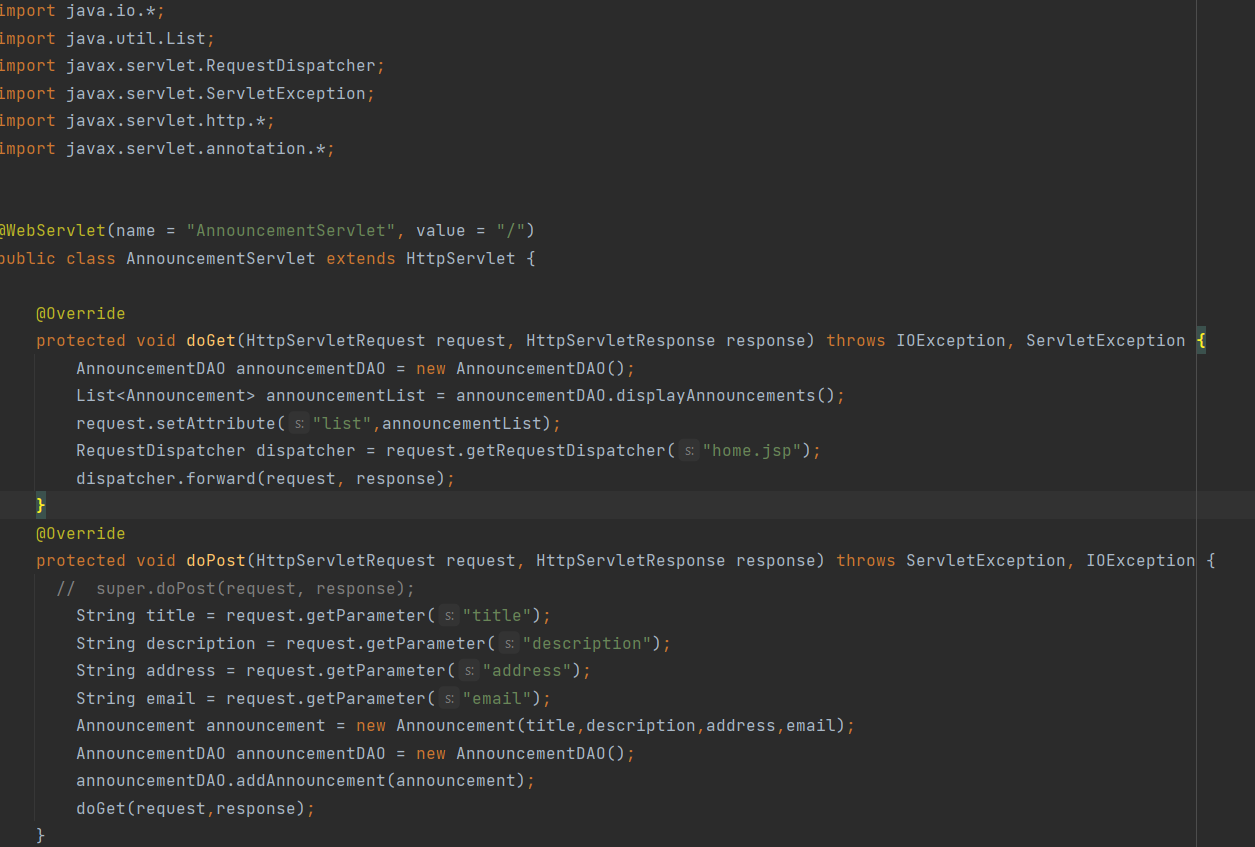 import java.io.*;
import java.util.List;
import javax.servlet.RequestDispatcher;
import javax.servlet.ServletException;
import javax.servlet.http.*;
import javax.servlet.annotation.*;
@WebServlet(name = "AnnouncementServlet", value = "/")
public class AnnouncementServlet extends HttpServlet {
@Override
protected void doGet(HttpServletRequest request, HttpServletResponse response) throws IOException, ServletException {
AnnouncementDAO announcementDAO = new AnnouncementDAO();
List<Announcement> announcementList = announcementDAO.displayAnnouncements();
request.setAttribute( s: "list",announcementList);
RequestDispatcher dispatcher = request.getRequestDispatcher( s: "home.jsp");
dispatcher.forward(request, response);
}
@Override
protected void doPost(HttpServletRequest request, HttpServletResponse response) throws ServletException, IOException {
//  super.doPost(request, response);
String title = request.getParameter( s: "title");
String description = request.getParameter( s: "description");
String address = request.getParameter( s: "address");
String email = request.getParameter( s: "email");
Announcement announcement = new Announcement(title,description,address,email);
AnnouncementDAO announcementDAO = new AnnouncementDAO();
announcementDAO.addAnnouncement(announcement);
doGet(request,response);
}